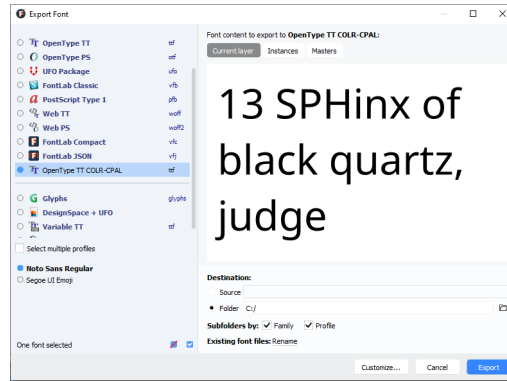 Export Font
OpenType TT ttf
OpenType PS otf
UFO Package ufo
FontLab Classic vfb
PostScript Type 1 pfb
Web TT woff
Web PS woff2
FontLab Compact vfc
FontLab JSON vfj
OpenType TT COLR-CPAL ttf
Glyphs glyphs
DesignSpace + UFO
Variable TT ttf
Select multiple profiles
Noto Sans Regular
Segoe UI Emoji
One font selected
Font content to export to OpenType TT COLR-CPAL:
Current layer Instances Masters
13 SPHinx of
black quartz,
judge
Destination:
Source
Folder C:/
Subfolders by: Family Profile
Existing font files: Rename
Customize... Cancel Export